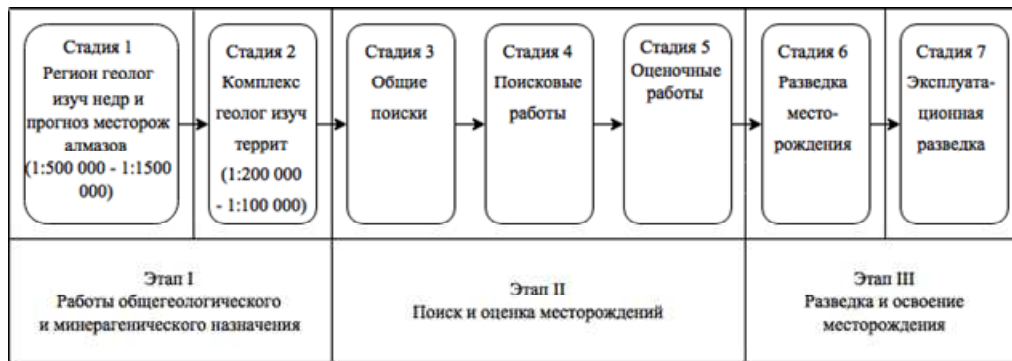 Стадия 1
Регион геолог
изуч недр и
прогноз месторож
алмазов
(1:500 000 - 1:1500
000)
Стадия 2
Комплекс
геолог изуч
террит
(1:200 000
- 1:100 000)
Стадия 3
Общие
поиски
Стадия 4
Поисковые
работы
Стадия 5
Оценочные
работы
Стадия 6
Разведка
место-
рождения
Стадия 7
Эксплуата-
ционная
разведка
Этап I
Работы общегеологического
и минерагенического назначения
Этап II
Поиск и оценка месторождений
Этап III
Разведка и освоение
месторождения